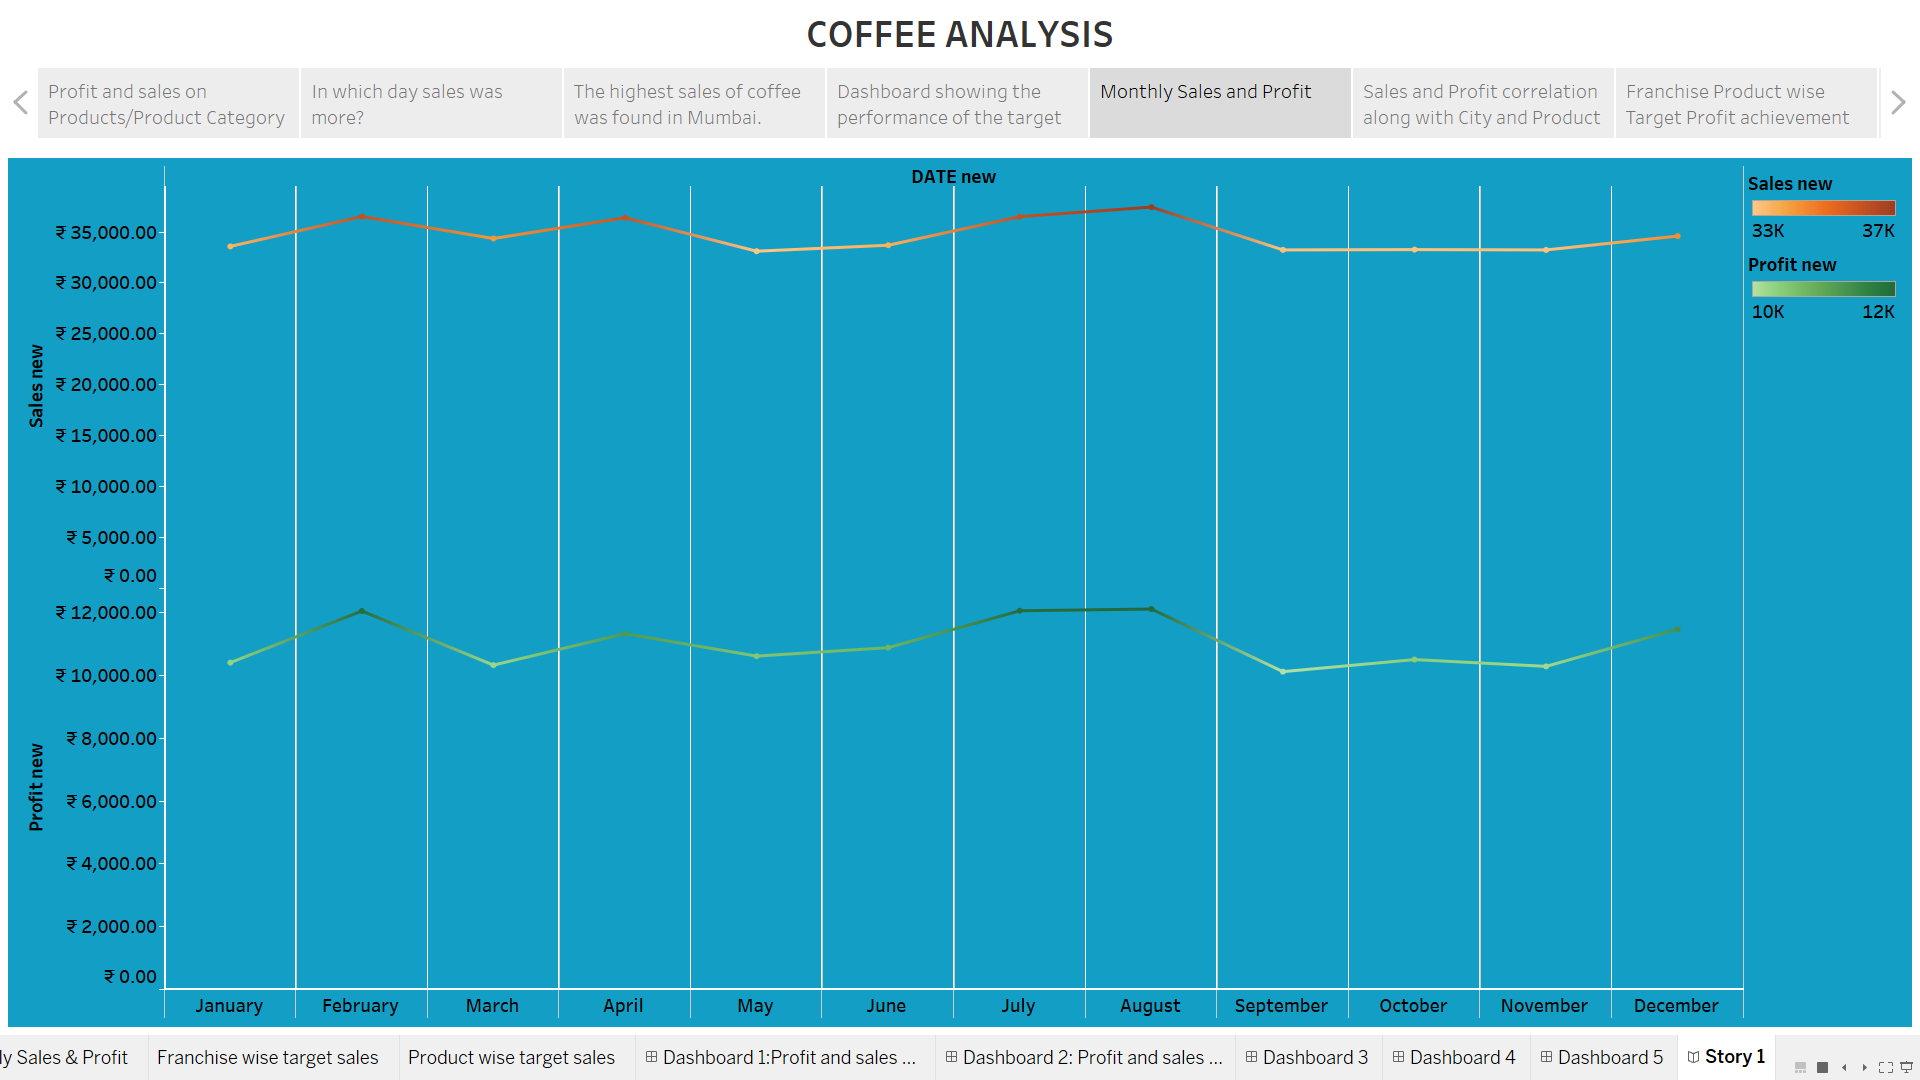 COFFEE ANALYSIS
Profit and sales on
Products/Product Category
In which day sales was
more?
The highest sales of coffee
was found in Mumbai.
Dashboard showing the
performance of the target
Monthly Sales and Profit
Sales and Profit correlation
along with City and Product
Franchise Product wise
Target Profit achievement
DATE new
Sales new
₹ 35,000.00
₹ 30,000.00
₹ 25,000.00
₹ 20,000.00
₹ 15,000.00
₹ 10,000.00
₹ 5,000.00
₹ 0.00
Profit new
₹ 12,000.00
₹ 10,000.00
₹ 8,000.00
₹ 6,000.00
₹ 4,000.00
₹ 2,000.00
₹ 0.00
January February March April May June July August September October November December
Sales new
33K 37K
Profit new
10K 12K
ly Sales & Profit
Franchise wise target sales
Product wise target sales
Dashboard 1:Profit and sales ...
Dashboard 2: Profit and sales ...
Dashboard 3
Dashboard 4
Dashboard 5
Story 1